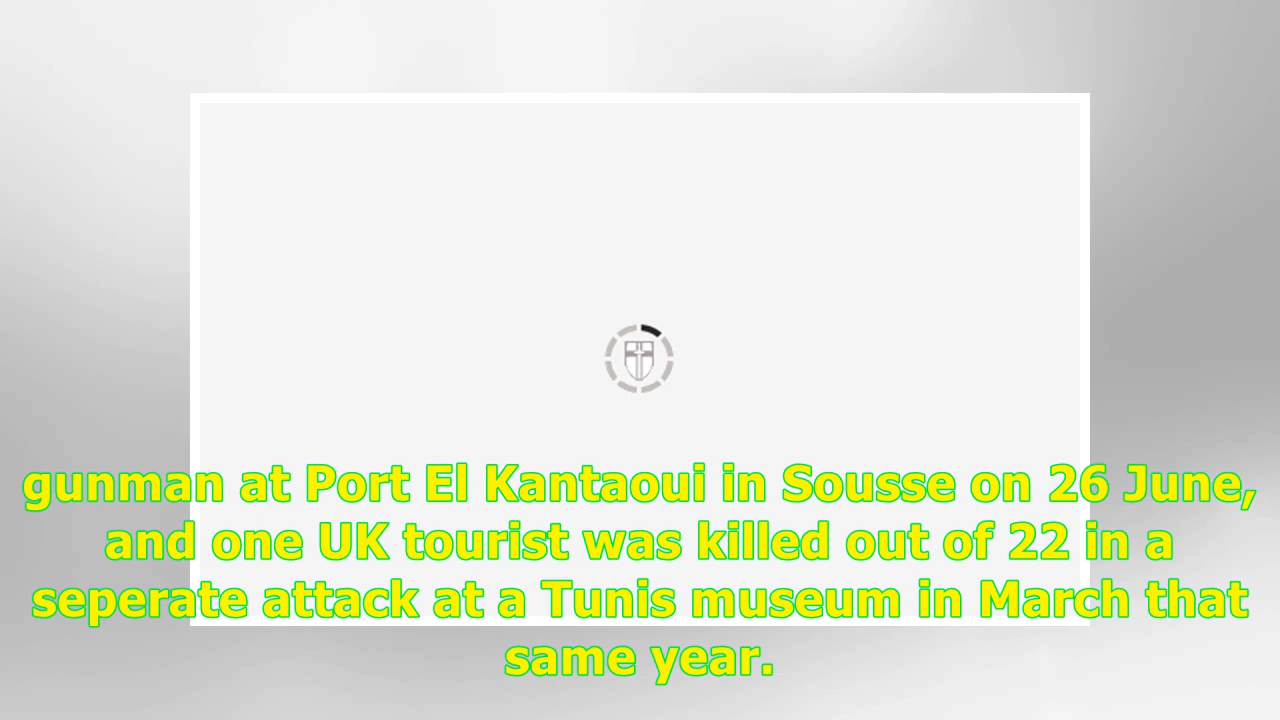 gunman at Port El Kantaoui in Sousse on 26 June,
and one UK tourist was killed out of 22 in a
seperate attack at a Tunis museum in March that
same year.